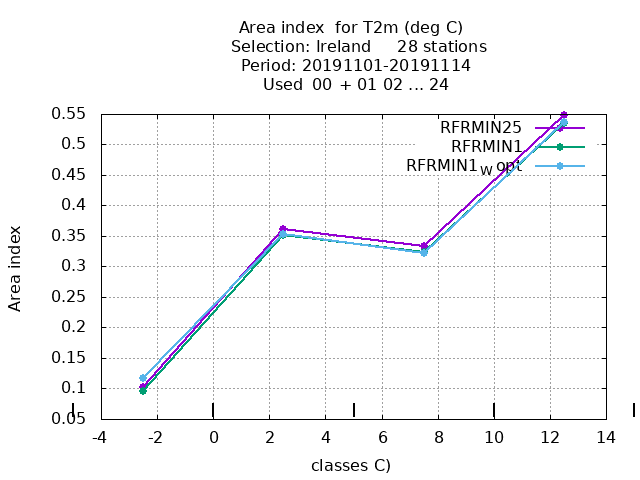 Area index  for T2m (deg C)
Selection: Ireland     28 stations
Period: 20191101-20191114
Used  00 + 01 02 ... 24
RFRMIN25
RFRMIN1
RFRMIN1w opt
Area index
0.55
0.5
0.45
0.4
0.35
0.3
0.25
0.2
0.15
0.1
0.05
-4 -2 0 2 4 6 8 10 12 14
classes C)